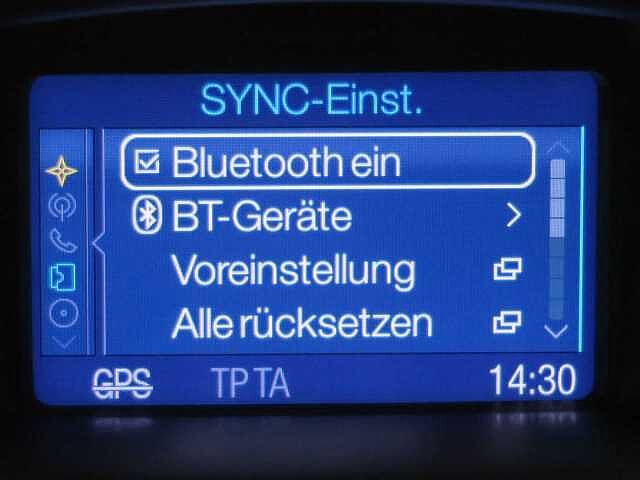 SYNC-Einst.
Bluetooth ein
BT-Geräte
Voreinstellung
Alle rücksetzen
GPS TP TA 14:30